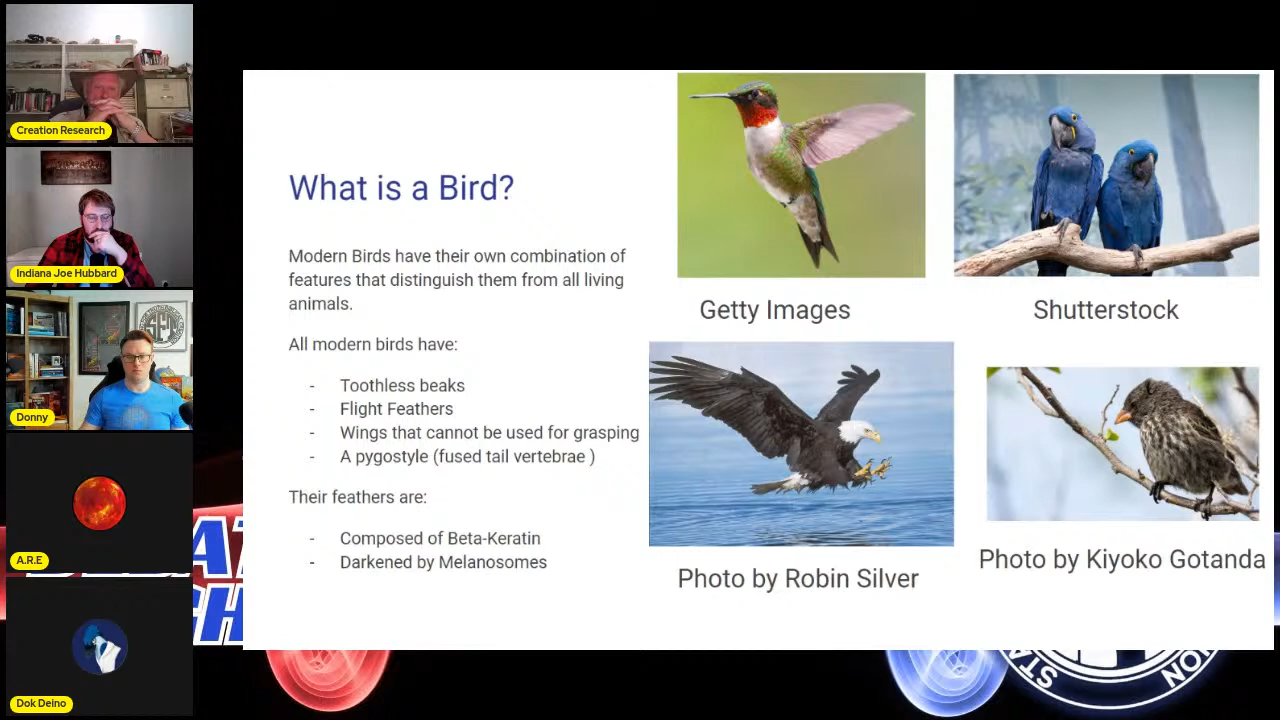 Creation Research
Indiana Joe Hubbard
Donny
A.R.E
Dok Deino
What is a Bird?
Modern Birds have their own combination of
features that distinguish them from all living
animals.
All modern birds have:
- Toothless beaks
- Flight Feathers
- Wings that cannot be used for grasping
- A pygostyle (fused tail vertebrae )
Their feathers are:
- Composed of Beta-Keratin
- Darkened by Melanosomes
Getty Images
Shutterstock
Photo by Robin Silver
Photo by Kiyoko Gotanda